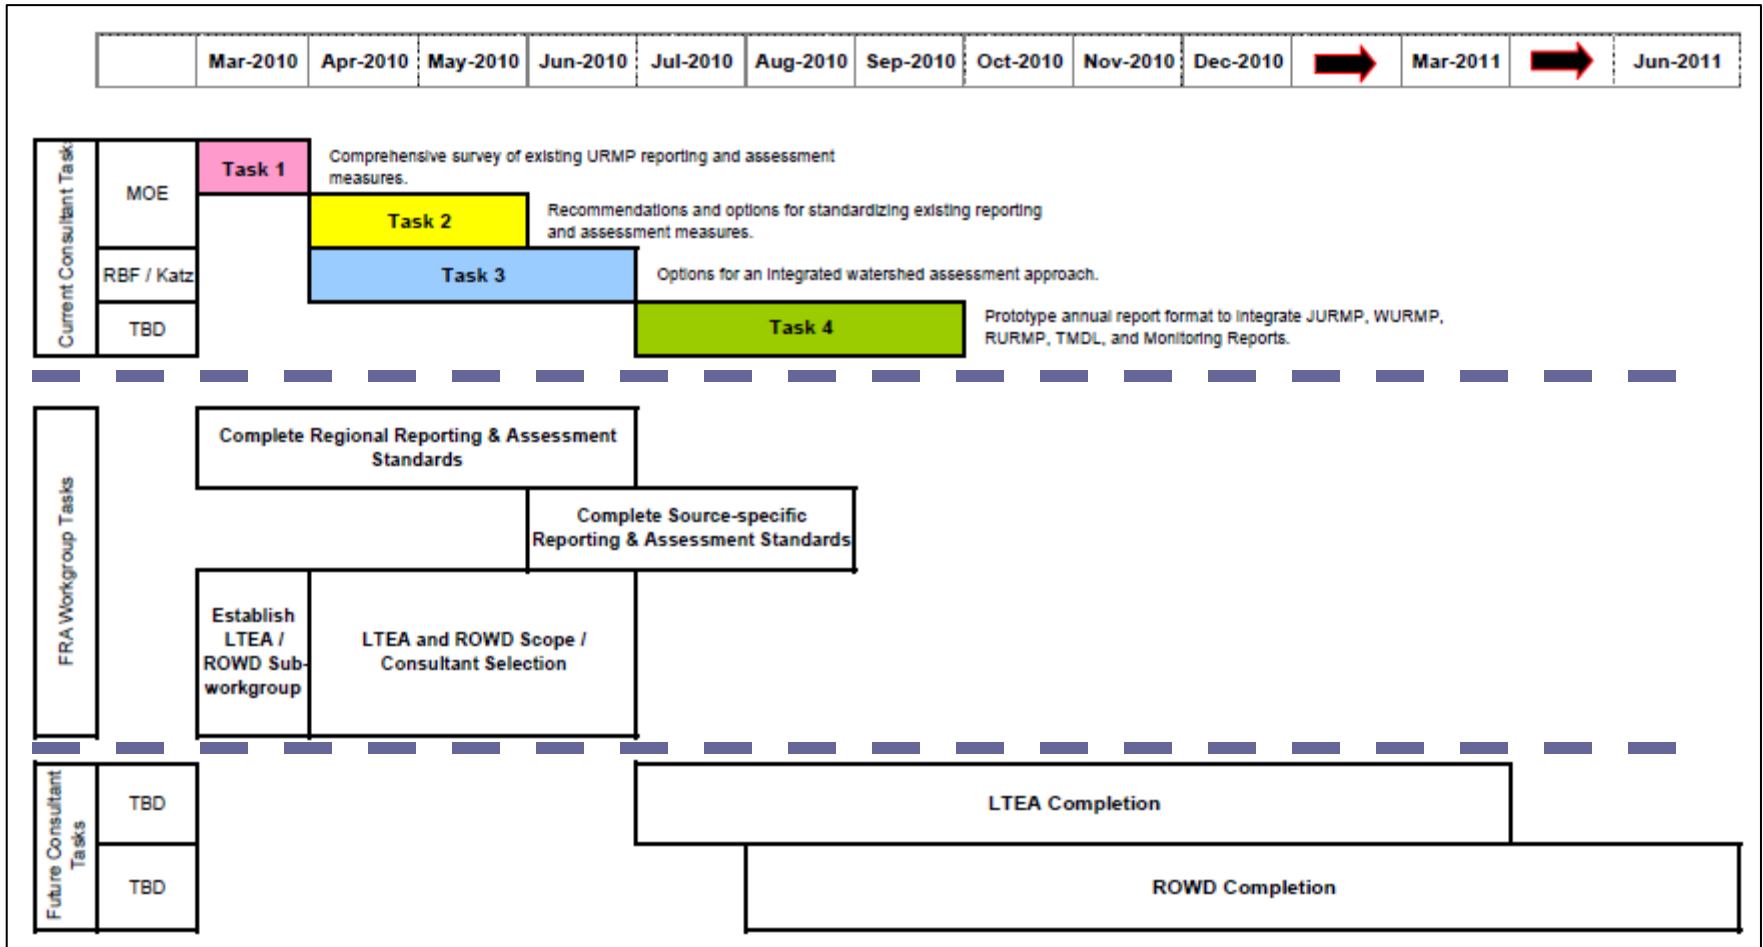 Mar-2010 Apr-2010 May-2010 Jun-2010 Jul-2010 Aug-2010 Sep-2010 Oct-2010 Nov-2010 Dec-2010 Mar-2011 Jun-2011
Current Consultant Task
MOE
Task 1
Comprehensive survey of existing URMP reporting and assessment
measures.
Task 2
Recommendations and options for standardizing existing reporting
and assessment measures.
RBF / Katz
Task 3
Options for an integrated watershed assessment approach.
TBD
Task 4
Prototype annual report format to integrate JURMP, WURMP,
RURMP, TMDL, and Monitoring Reports.
FRA Workgroup Tasks
Complete Regional Reporting & Assessment
Standards
Complete Source-specific
Reporting & Assessment Standards
Establish
LTEA /
ROWD Sub-
workgroup
LTEA and ROWD Scope /
Consultant Selection
Future Consultant
Tasks
TBD
LTEA Completion
TBD
ROWD Completion